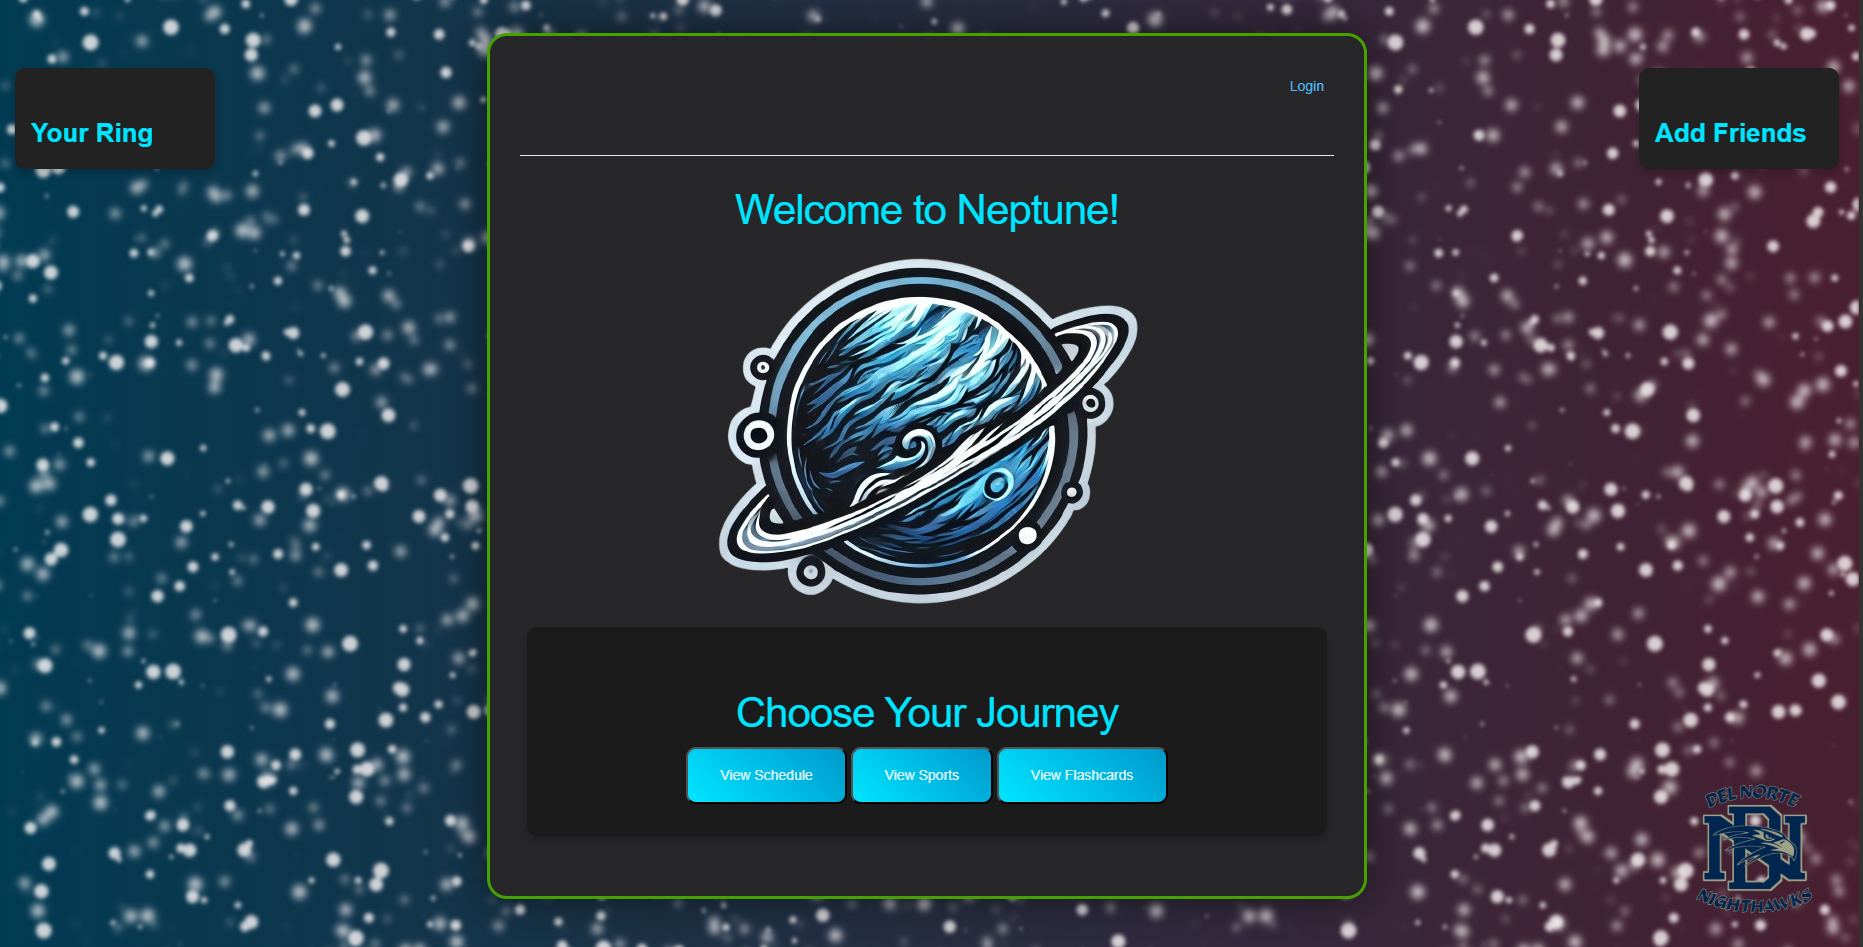 Login
Your Ring
Add Friends
Welcome to Neptune!
Choose Your Journey
View Schedule
View Sports
View Flashcards
DEL NORTE
DN
NIGHTHAWKS